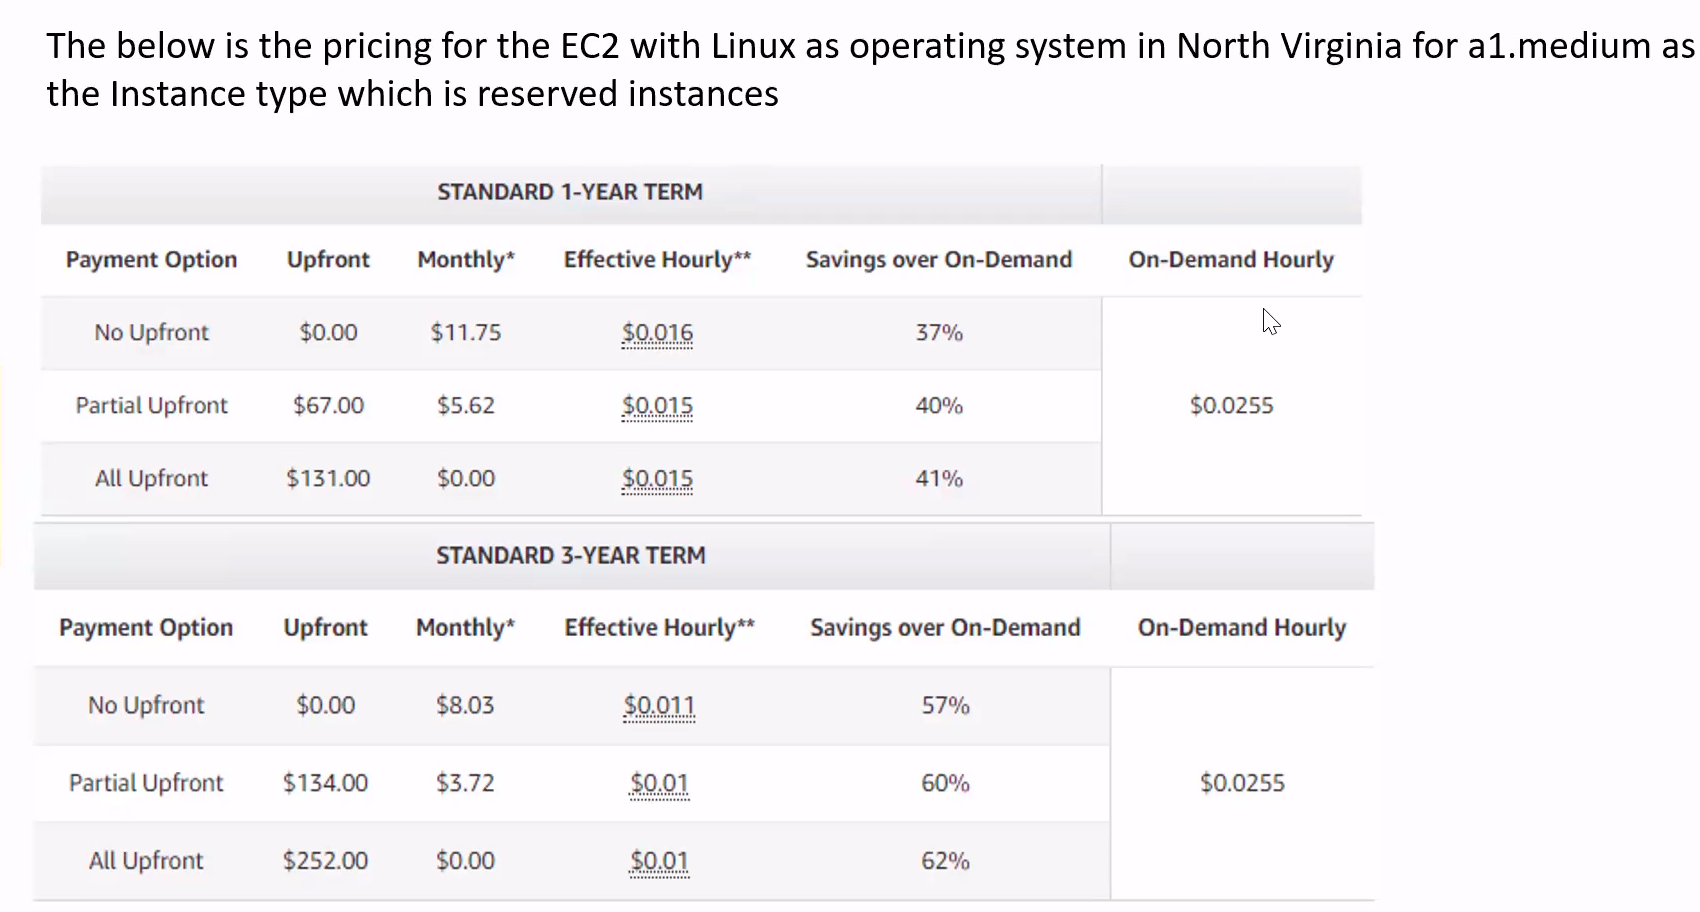 The below is the pricing for the EC2 with Linux as operating system in North Virginia for a1.medium as
the Instance type which is reserved instances
STANDARD 1-YEAR TERM
Payment Option Upfront Monthly* Effective Hourly** Savings over On-Demand On-Demand Hourly
No Upfront $0.00 $11.75 $0.016 37%
Partial Upfront $67.00 $5.62 $0.015 40% $0.0255
All Upfront $131.00 $0.00 $0.015 41%
STANDARD 3-YEAR TERM
Payment Option Upfront Monthly* Effective Hourly** Savings over On-Demand On-Demand Hourly
No Upfront $0.00 $8.03 $0.011 57%
Partial Upfront $134.00 $3.72 $0.01 60% $0.0255
All Upfront $252.00 $0.00 $0.01 62%